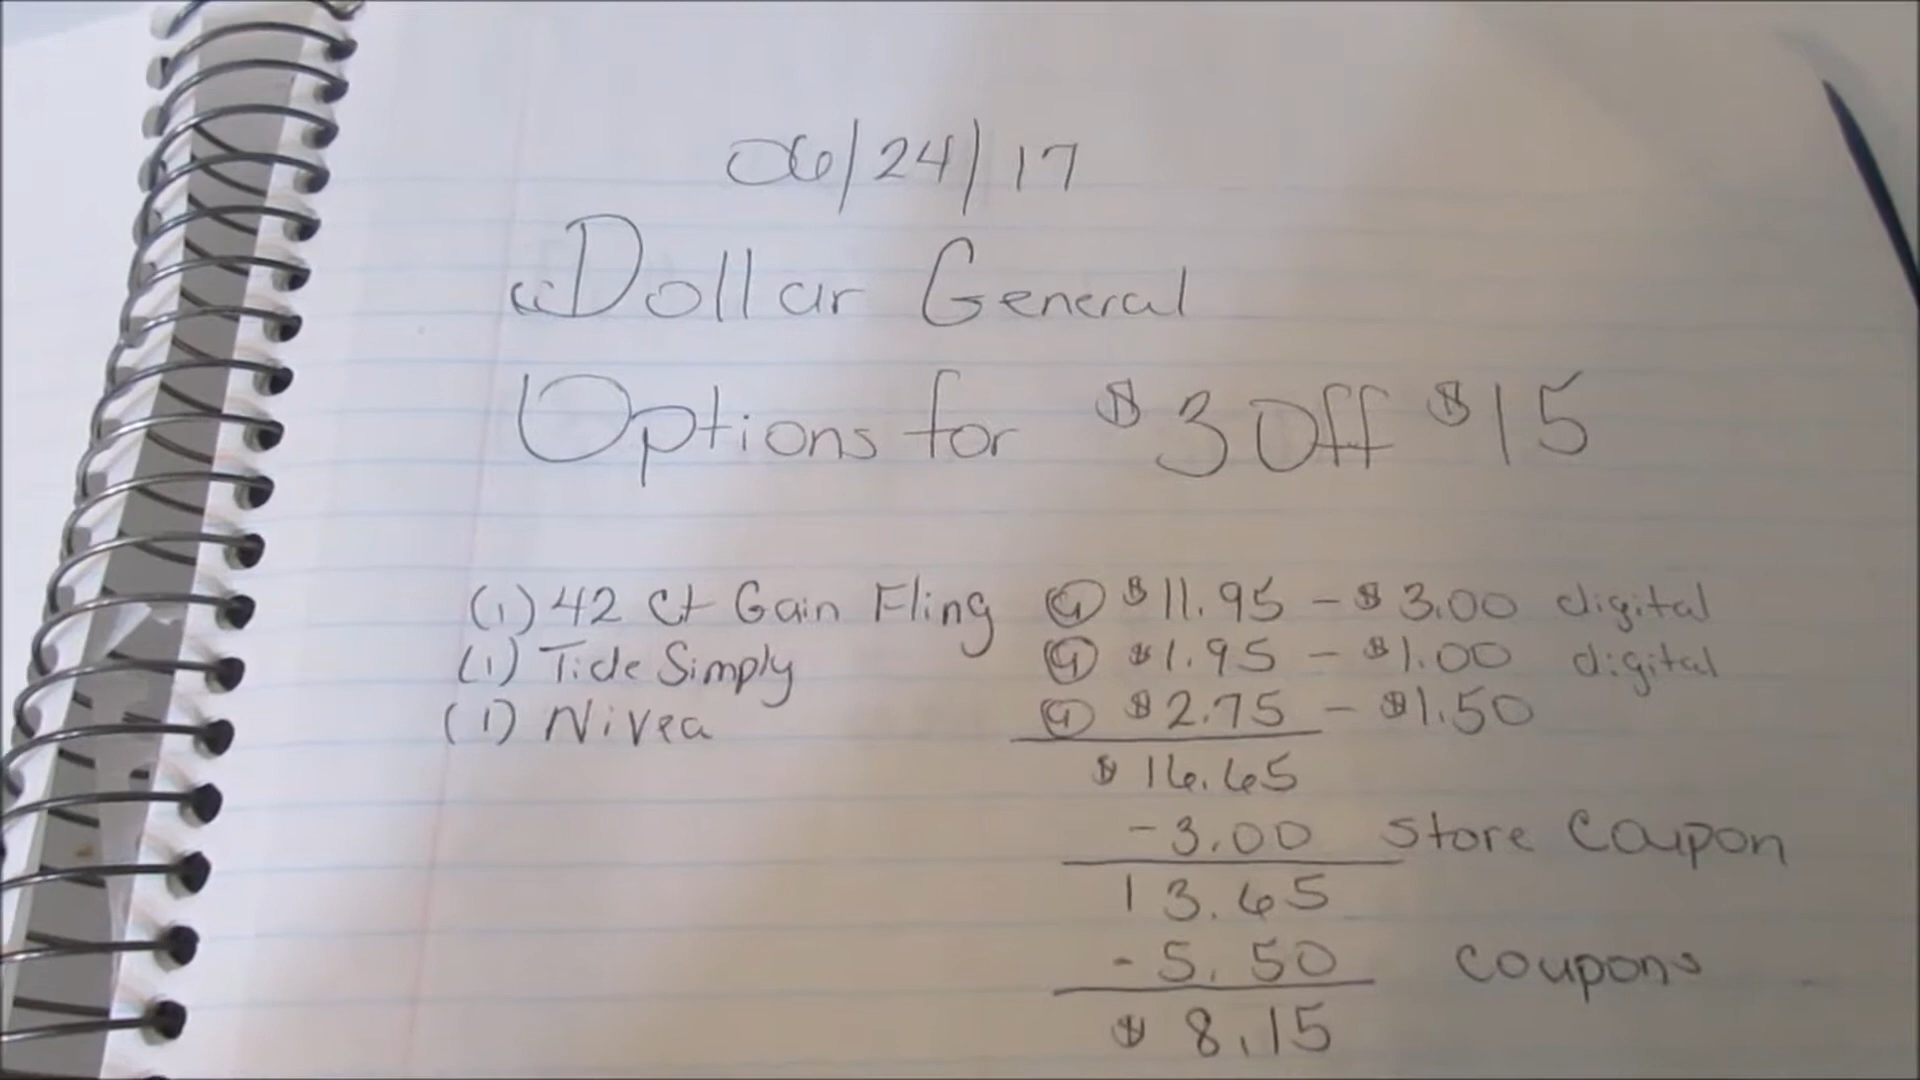 06/24/17
Dollar General
Options for $3 Off $15
(1) 42 ct Gain Fling @ $11.95 - $3.00 digital
(1) Tide Simply @ $1.95 - $1.00 digital
(1) Nivea @ $2.75 - $1.50
$16.65
-3.00 Store Coupon
13.65
-5.50 Coupons
$8.15